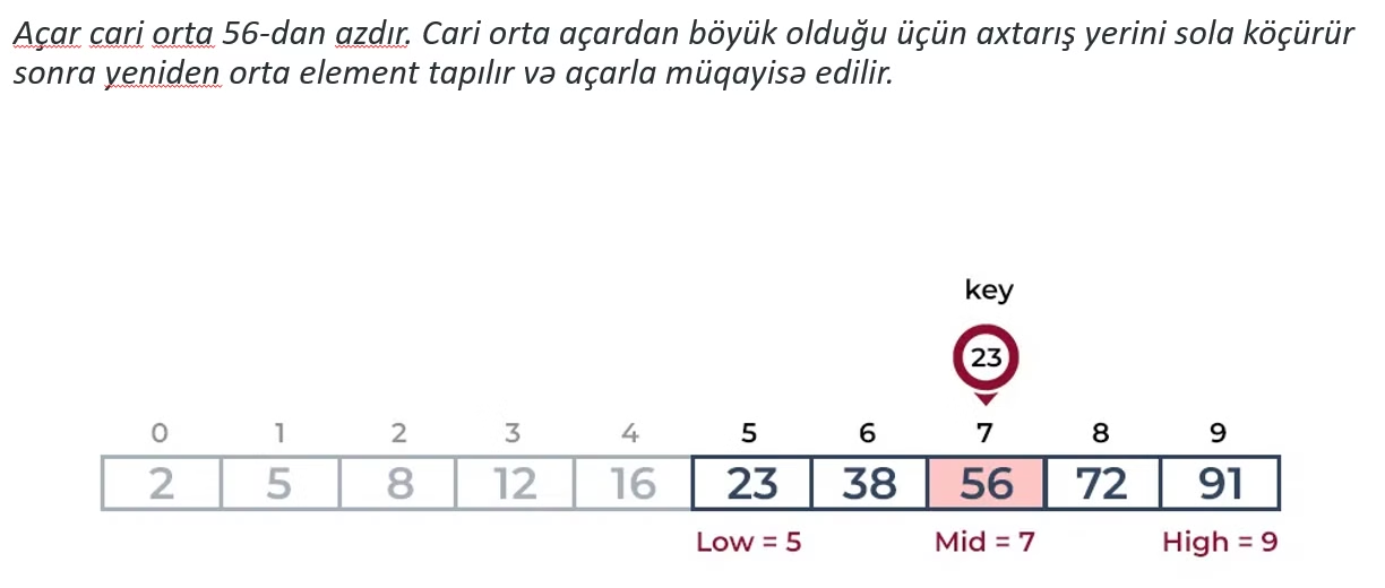 Açar cari orta 56-dan azdır. Cari orta açardan böyük olduğu üçün axtarış yerini sola köçürür
sonra yeniden orta element tapılır və açarla müqayisə edilir.
key
23
0 1 2 3 4 5 6 7 8 9
2 5 8 12 16 23 38 56 72 91
Low = 5 Mid = 7 High = 9